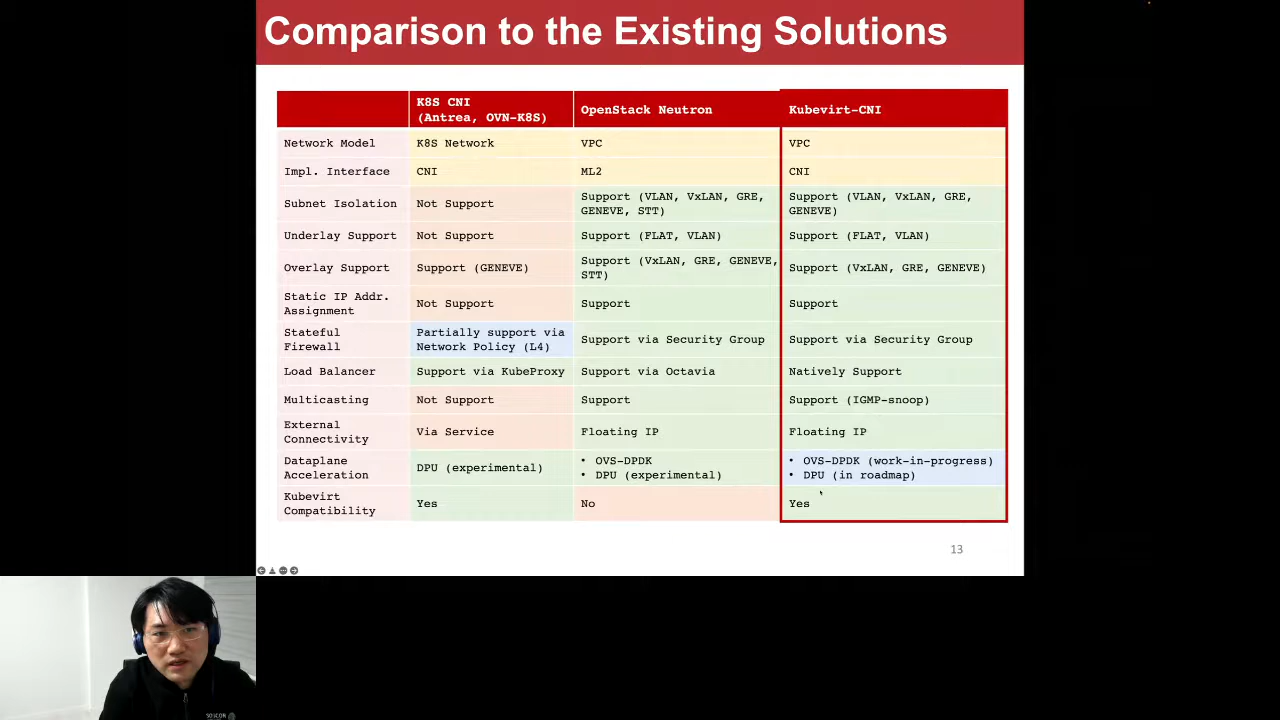 Comparison to the Existing Solutions
K8S CNI
(Antrea, OVN-K8S)
OpenStack Neutron
Kubevirt-CNI
Network Model
K8S Network
VPC
VPC
Impl. Interface
CNI
ML2
CNI
Subnet Isolation
Not Support
Support (VLAN, VxLAN, GRE,
GENEVE, STT)
Support (VLAN, VxLAN, GRE,
GENEVE)
Underlay Support
Not Support
Support (FLAT, VLAN)
Support (FLAT, VLAN)
Overlay Support
Support (GENEVE)
Support (VxLAN, GRE, GENEVE,
STT)
Support (VxLAN, GRE, GENEVE)
Static IP Addr.
Assignment
Not Support
Support
Support
Stateful
Firewall
Partially support via
Network Policy (L4)
Support via Security Group
Support via Security Group
Load Balancer
Support via KubeProxy
Support via Octavia
Natively Support
Multicasting
Not Support
Support
Support (IGMP-snoop)
External
Connectivity
Via Service
Floating IP
Floating IP
Dataplane
Acceleration
DPU (experimental)
• OVS-DPDK
• DPU (experimental)
• OVS-DPDK (work-in-progress)
• DPU (in roadmap)
Kubevirt
Compatibility
Yes
No
Yes
13